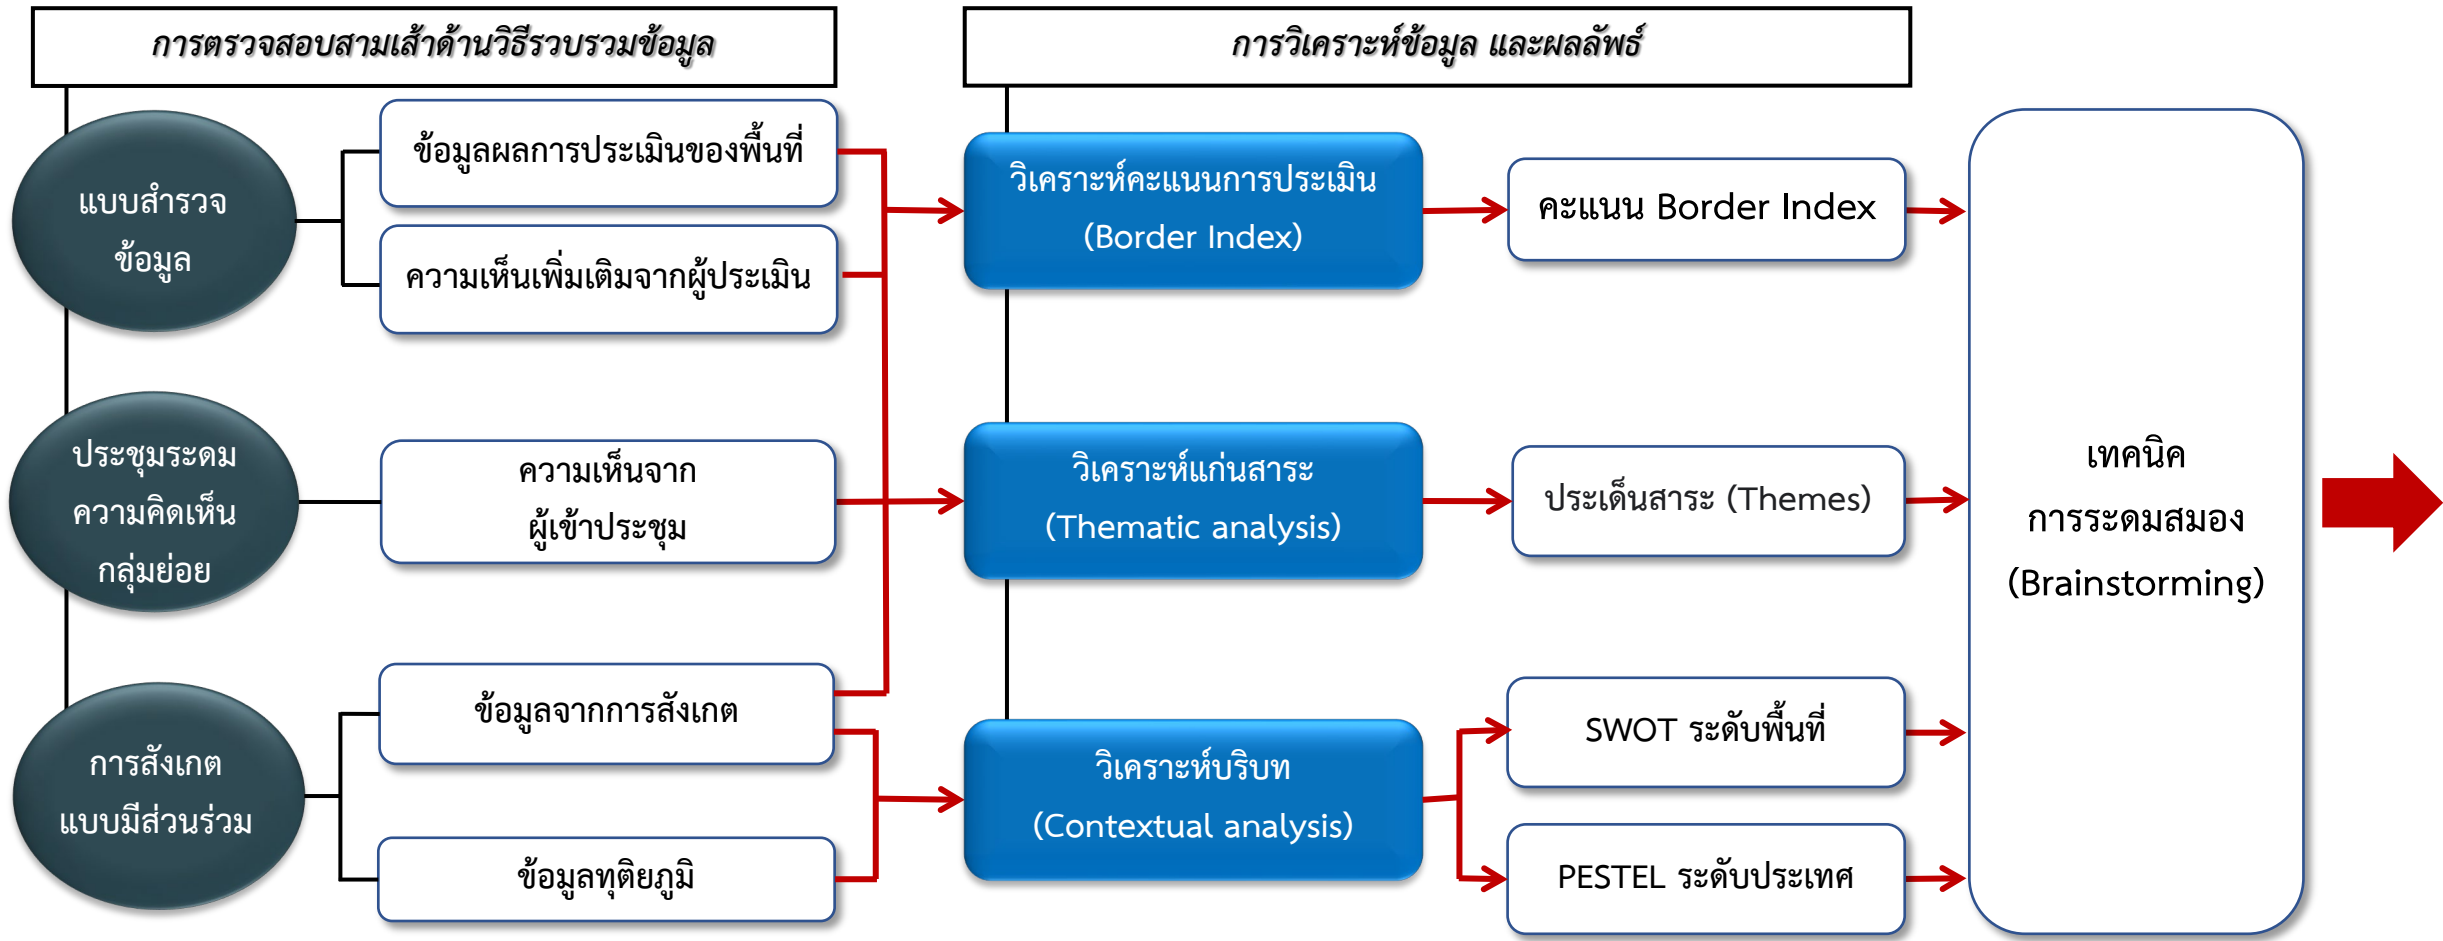 การตรวจสอบสามเส้าด้านวิธีรวบรวมข้อมูล
การวิเคราะห์ข้อมูล และผลลัพธ์
แบบสำรวจ
ข้อมูล
ข้อมูลผลการประเมินของพื้นที่
ความเห็นเพิ่มเติมจากผู้ประเมิน
วิเคราะห์คะแนนการประเมิน
(Border Index)
คะแนน Border Index
ประชุมระดม
ความคิดเห็น
กลุ่มย่อย
ความเห็นจาก
ผู้เข้าประชุม
วิเคราะห์แก่นสาระ
(Thematic analysis)
ประเด็นสาระ (Themes)
การสังเกต
แบบมีส่วนร่วม
ข้อมูลจากการสังเกต
ข้อมูลทุติยภูมิ
วิเคราะห์บริบท
(Contextual analysis)
SWOT ระดับพื้นที่
PESTEL ระดับประเทศ
เทคนิค
การระดมสมอง
(Brainstorming)